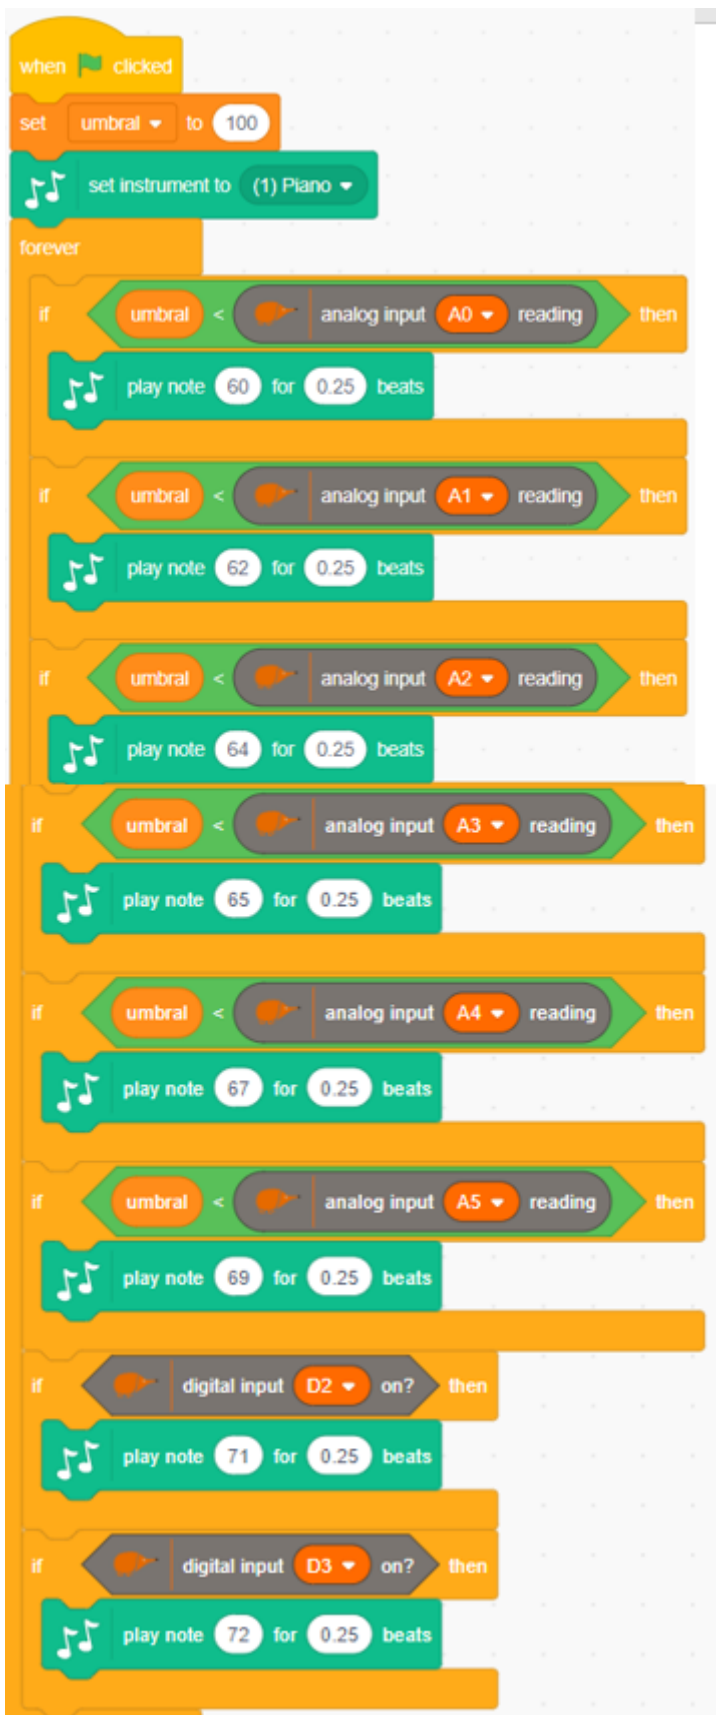 when clicked
set umbral to 100
set instrument to (1) Piano
forever
if umbral < analog input A0 reading then
play note 60 for 0.25 beats
if umbral < analog input A1 reading then
play note 62 for 0.25 beats
if umbral < analog input A2 reading then
play note 64 for 0.25 beats
if umbral < analog input A3 reading then
play note 65 for 0.25 beats
if umbral < analog input A4 reading then
play note 67 for 0.25 beats
if umbral < analog input A5 reading then
play note 69 for 0.25 beats
if digital input D2 on? then
play note 71 for 0.25 beats
if digital input D3 on? then
play note 72 for 0.25 beats